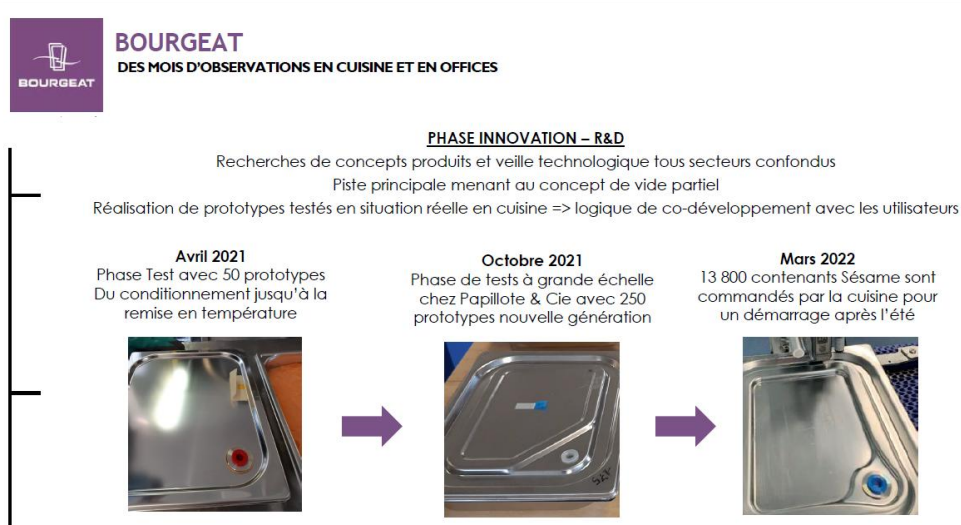 BOURGEAT
BOURGEAT
DES MOIS D'OBSERVATIONS EN CUISINE ET EN OFFICES
PHASE INNOVATION – R&D
Recherches de concepts produits et veille technologique tous secteurs confondus
Piste principale menant au concept de vide partiel
Réalisation de prototypes testés en situation réelle en cuisine => logique de co-développement avec les utilisateurs
Avril 2021
Phase Test avec 50 prototypes
Du conditionnement jusqu'à la
remise en température
Octobre 2021
Phase de tests à grande échelle
chez Papillote & Cie avec 250
prototypes nouvelle génération
Mars 2022
13 800 contenants Sésame sont
commandés par la cuisine pour
un démarrage après l'été